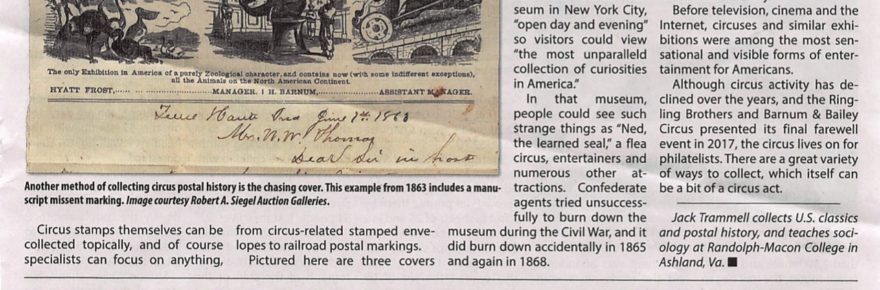 The only Exhibition in America of a purely Zoological character, and contains now (with some indifferent exceptions),
all the Animals on the North American Continent.
HYATT FROST, MANAGER. | H. BARNUM, ASSISTANT MANAGER.
Terre Haute Ind June 1st 1863
Mr. W. W. Thomas
Dear Sir in
Another method of collecting circus postal history is the chasing cover. This example from 1863 includes a manu-
script missent marking. Image courtesy Robert A. Siegel Auction Galleries.
Circus stamps themselves can be
collected topically, and of course
specialists can focus on anything,
from circus-related stamped enve-
lopes to railroad postal markings.
Pictured here are three covers
seum in New York City,
“open day and evening”
so visitors could view
“the most unparalleld
collection of curiosities
in America.”
In that museum,
people could see such
strange things as “Ned,
the learned seal,” a flea
circus, entertainers and
numerous other at-
tractions. Confederate
agents tried unsuccess-
fully to burn down the
museum during the Civil War, and it
did burn down accidentally in 1865
and again in 1868.
Before television, cinema and the
Internet, circuses and similar exhi-
bitions were among the most sen-
sational and visible forms of enter-
tainment for Americans.
Although circus activity has de-
clined over the years, and the Ring-
ling Brothers and Barnum & Bailey
Circus presented its final farewell
event in 2017, the circus lives on for
philatelists. There are a great variety
of ways to collect, which itself can
be a bit of a circus act.
Jack Trammell collects U.S. classics
and postal history, and teaches soci-
ology at Randolph-Macon College in
Ashland, Va. ■